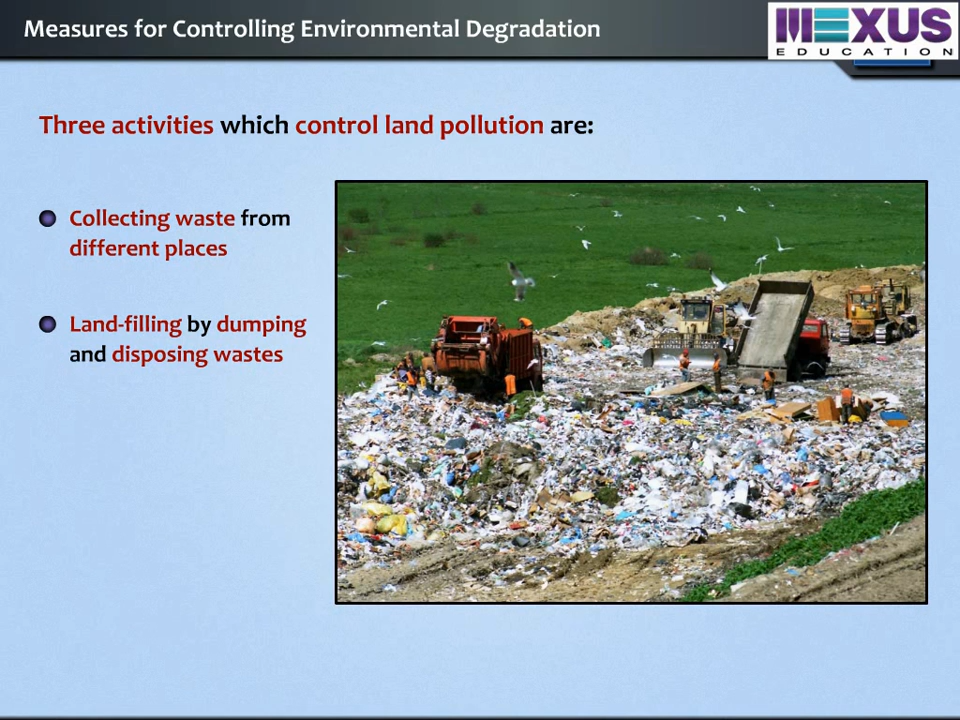 Measures for Controlling Environmental Degradation
MEXUS
EDUCATION
Three activities which control land pollution are:
Collecting waste from
different places
Land-filling by dumping
and disposing wastes